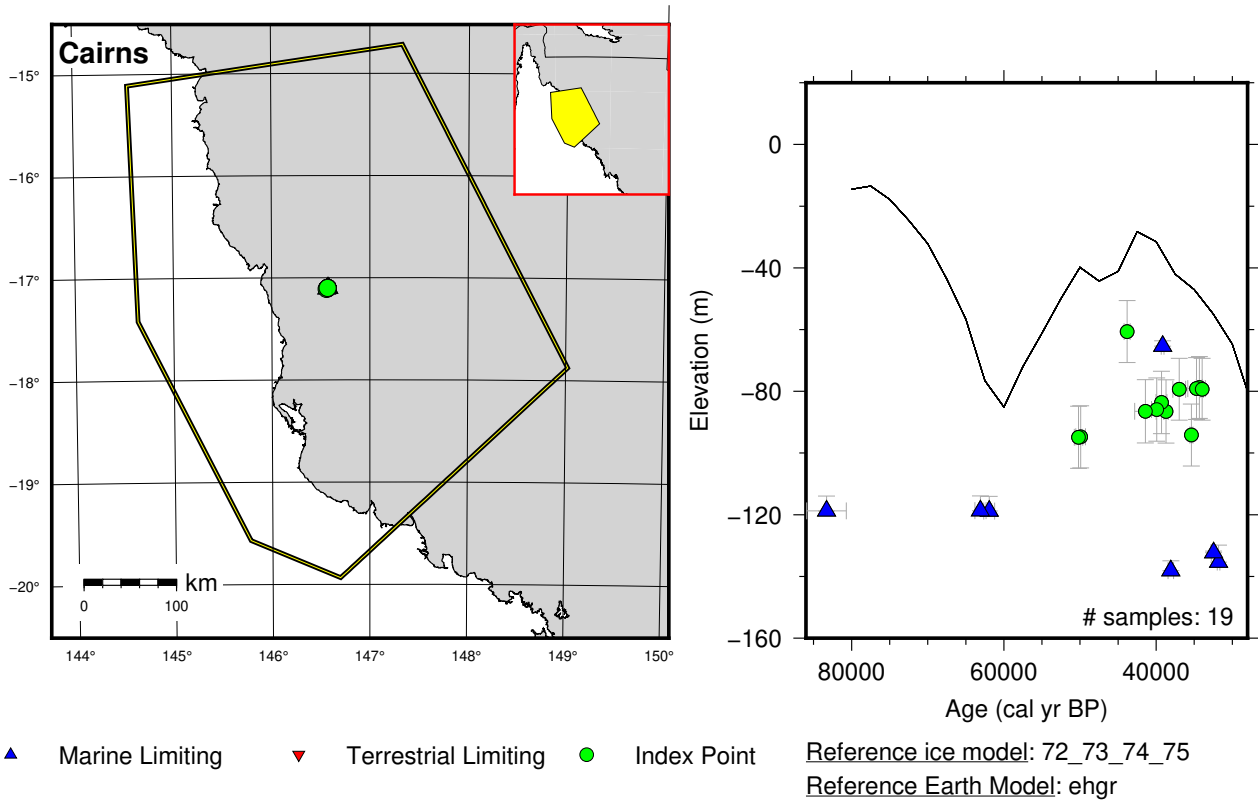 Cairns
−15°
−16°
−17°
−18°
−19°
−20°
144°
145°
146°
147°
148°
149°
150°
km
0
100
0
−40
−80
−120
−160
Elevation (m)
# samples: 19
80000
60000
40000
Age (cal yr BP)
Marine Limiting
Terrestrial Limiting
Index Point
Reference ice model: 72_73_74_75
Reference Earth Model: ehgr